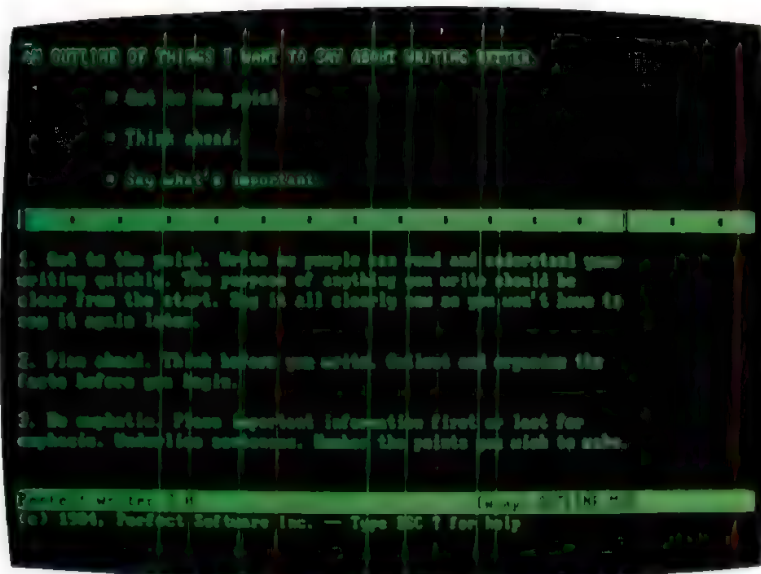 AN OUTLINE OF THINGS I WANT TO SAY ABOUT WRITING BETTER.
Get to the point.
Think ahead.
Say what's important.
1. Get to the point. Write so people can read and understand your
writing quickly. The purpose of anything you write should be
clear from the start. Say it all clearly now so you won't have to
say it again later.
2. Plan ahead. Think before you write. Collect and organize the
facts before you begin.
3. Be emphatic. Place important information first or last for
emphasis. Underline Number the points you wish to make.
Perfect Writer
(c) 1984, Perfect Software Inc. — Type ESC ? for help